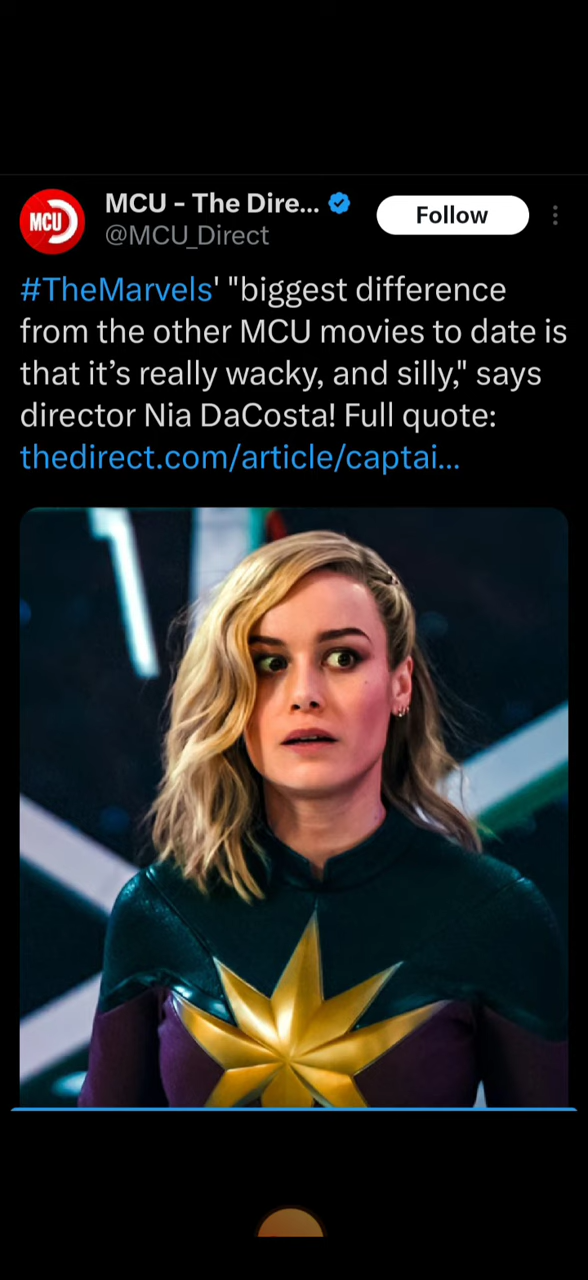 MCU - The Dire...
Follow
@MCU_Direct
MCU
#TheMarvels' "biggest difference
from the other MCU movies to date is
that it’s really wacky, and silly," says
director Nia DaCosta! Full quote:
thedirect.com/article/captai...